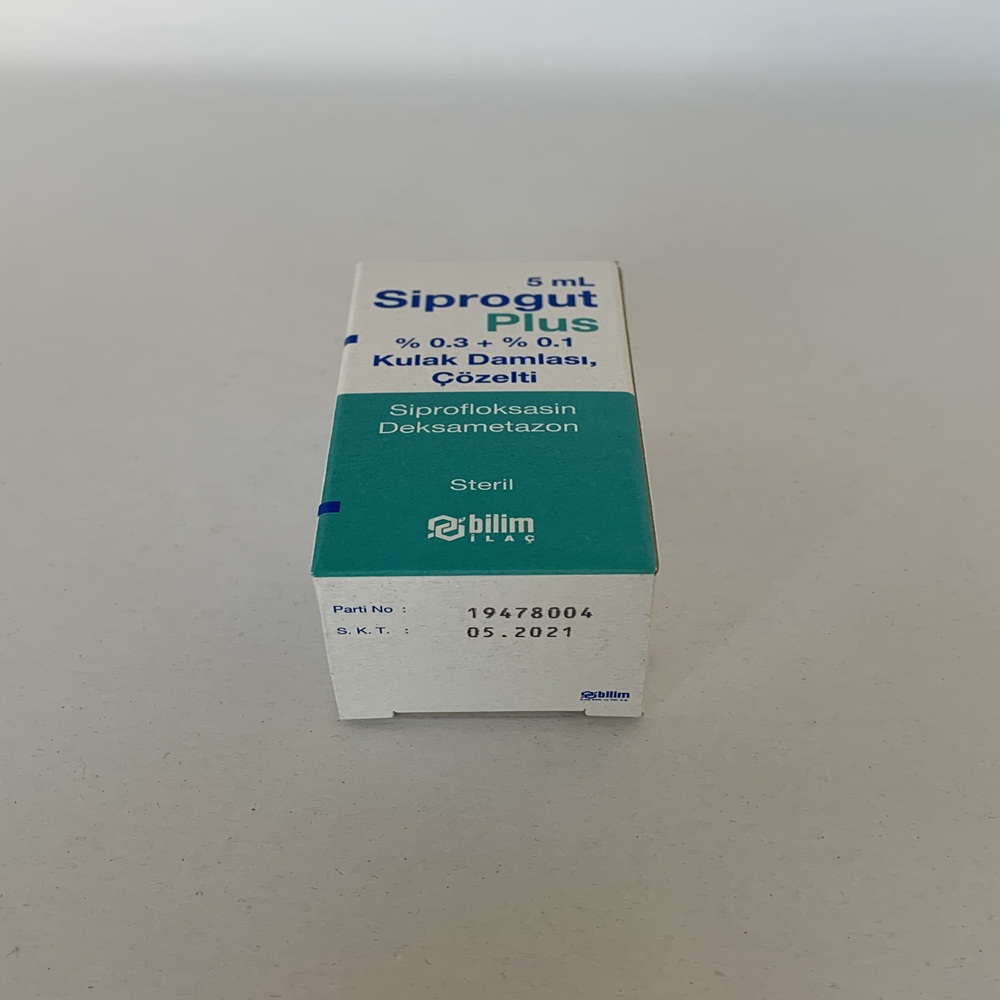 5 mL
Siprogut
Plus
% 0.3 + % 0.1
Kulak Damlası,
Çözelti
Siprofloksasin
Deksametazon
Steril
bilim
İLAÇ
Parti No : 19478004
S. K. T. : 05.2021
bilim